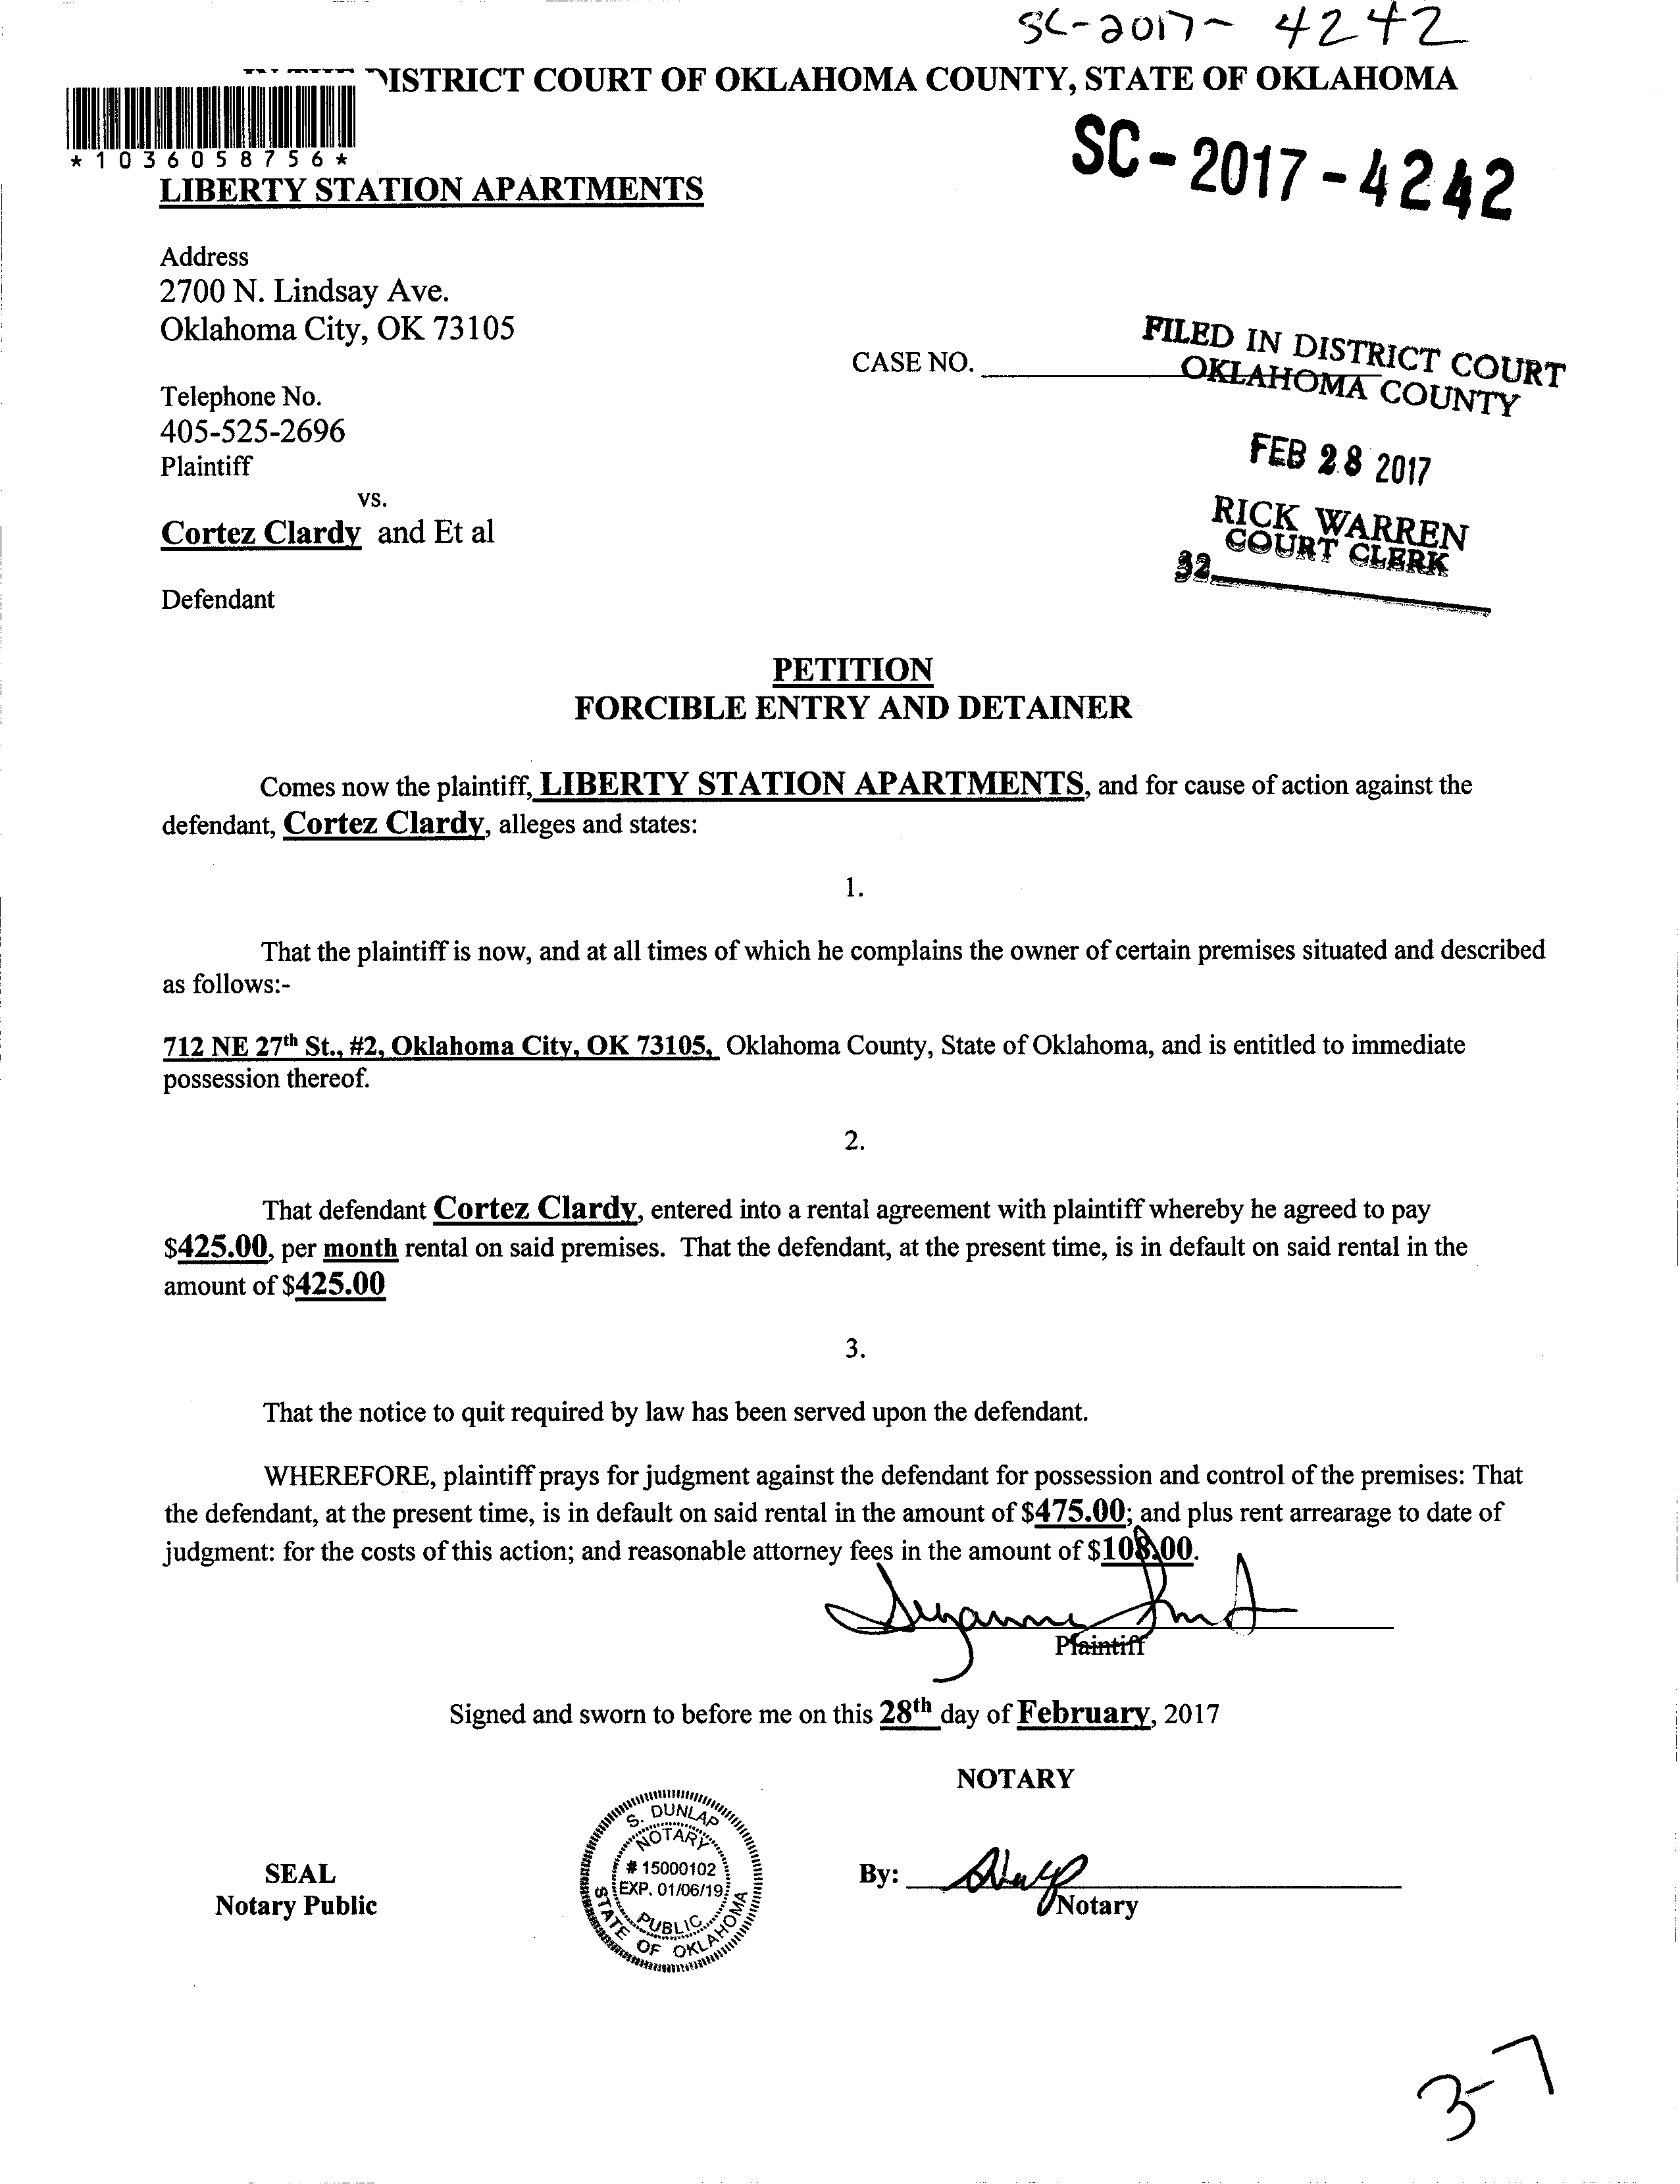 SC-2017- 4242
IN THE DISTRICT COURT OF OKLAHOMA COUNTY, STATE OF OKLAHOMA
*1036058756*
SC-2017-4242
LIBERTY STATION APARTMENTS
Address
2700 N. Lindsay Ave.
Oklahoma City, OK 73105
CASE NO.
FILED IN DISTRICT COURT
OKLAHOMA COUNTY
Telephone No.
405-525-2696
FEB 28 2017
Plaintiff
vs.
RICK WARREN
COURT CLERK
Cortez Clardy and Et al
32
Defendant
PETITION
FORCIBLE ENTRY AND DETAINER
Comes now the plaintiff, LIBERTY STATION APARTMENTS, and for cause of action against the
defendant, Cortez Clardy, alleges and states:
1.
That the plaintiff is now, and at all times of which he complains the owner of certain premises situated and described
as follows:-
712 NE 27th St., #2, Oklahoma City, OK 73105, Oklahoma County, State of Oklahoma, and is entitled to immediate
possession thereof.
2.
That defendant Cortez Clardy, entered into a rental agreement with plaintiff whereby he agreed to pay
$425.00, per month rental on said premises. That the defendant, at the present time, is in default on said rental in the
amount of $425.00
3.
That the notice to quit required by law has been served upon the defendant.
WHEREFORE, plaintiff prays for judgment against the defendant for possession and control of the premises: That
the defendant, at the present time, is in default on said rental in the amount of $475.00; and plus rent arrearage to date of
judgment: for the costs of this action; and reasonable attorney fees in the amount of $108.00.
Suzanne
Plaintiff
Signed and sworn to before me on this 28th day of February, 2017
NOTARY
S. DUNLAP
NOTARY
# 15000102
EXP. 01/06/19
PUBLIC
STATE OF OKLAHOMA
SEAL
Notary Public
By:
Notary
3-7